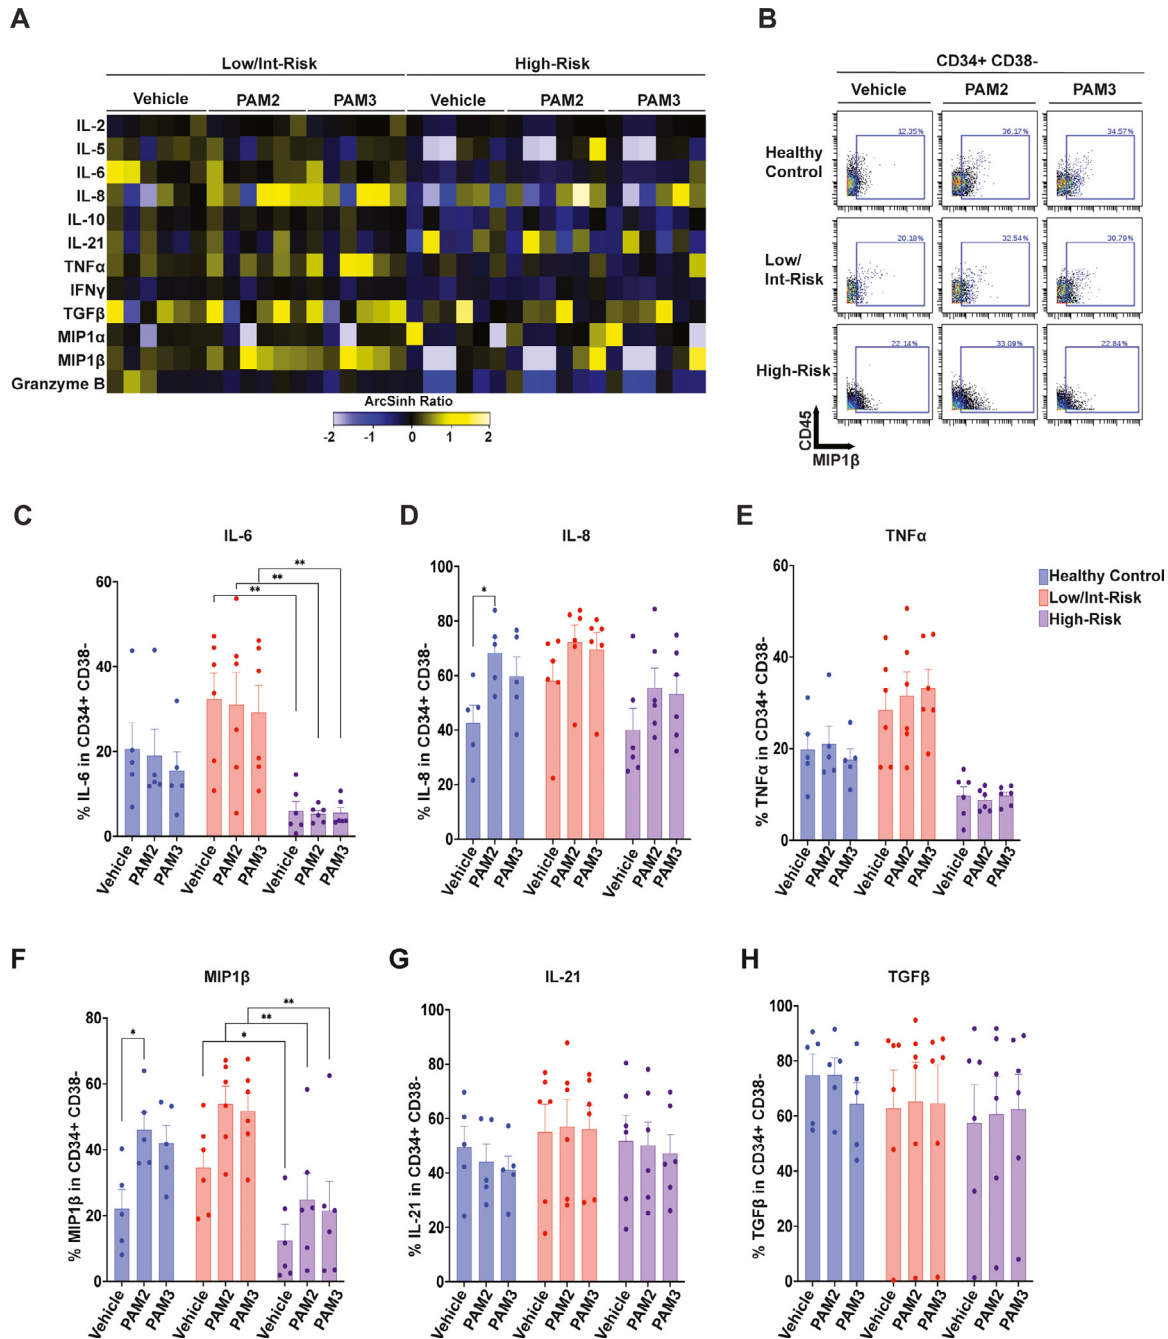 A
Low/Int-Risk High-Risk
Vehicle PAM2 PAM3 Vehicle PAM2 PAM3
IL-2
IL-5
IL-6
IL-8
IL-10
IL-21
TNFα
IFNγ
TGFβ
MIP1α
MIP1β
Granzyme B
ArcSinh Ratio
-2 -1 0 1 2
B
CD34+ CD38-
Vehicle PAM2 PAM3
Healthy Control
12.35% 36.17% 34.57%
Low/ Int-Risk
20.18% 32.54% 30.79%
High-Risk
22.14% 33.09% 22.84%
CD45
MIP1β
C
IL-6
% IL-6 in CD34+ CD38-
60
40
20
0
**
**
**
Vehicle PAM2 PAM3 Vehicle PAM2 PAM3 Vehicle PAM2 PAM3
D
IL-8
% IL-8 in CD34+ CD38-
100
80
60
40
20
0
*
Vehicle PAM2 PAM3 Vehicle PAM2 PAM3 Vehicle PAM2 PAM3
E
TNFα
% TNFα in CD34+ CD38-
60
40
20
0
Vehicle PAM2 PAM3 Vehicle PAM2 PAM3 Vehicle PAM2 PAM3
Healthy Control
Low/Int-Risk
High-Risk
F
MIP1β
% MIP1β in CD34+ CD38-
80
60
40
20
0
*
**
**
*
Vehicle PAM2 PAM3 Vehicle PAM2 PAM3 Vehicle PAM2 PAM3
G
IL-21
% IL-21 in CD34+ CD38-
100
80
60
40
20
0
Vehicle PAM2 PAM3 Vehicle PAM2 PAM3 Vehicle PAM2 PAM3
H
TGFβ
% TGFβ in CD34+ CD38-
100
80
60
40
20
0
Vehicle PAM2 PAM3 Vehicle PAM2 PAM3 Vehicle PAM2 PAM3